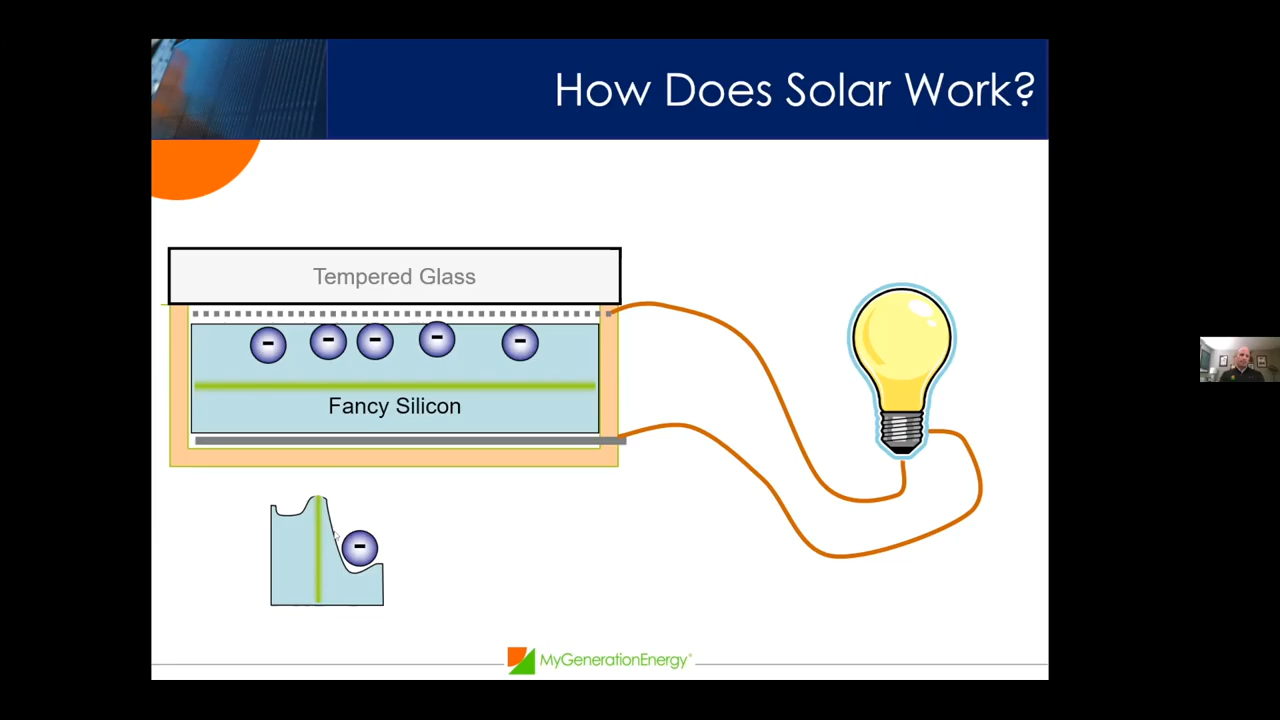 How Does Solar Work?
Tempered Glass
- - - - -
Fancy Silicon
-
MyGenerationEnergy®